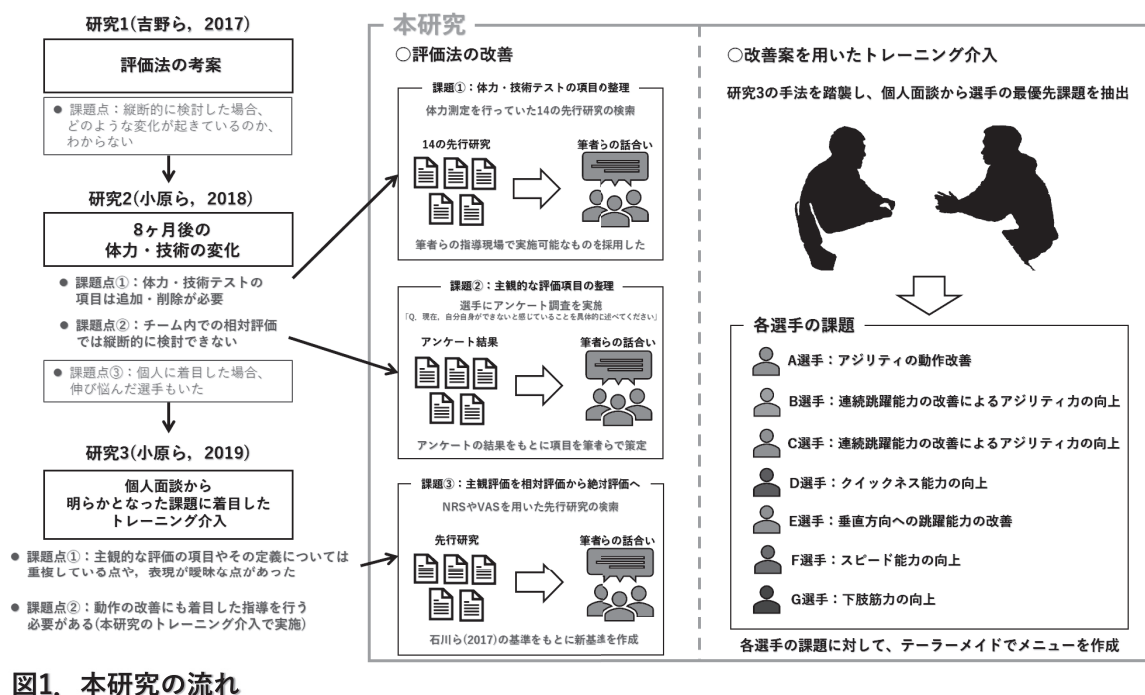 研究1(吉野ら，2017)
評価法の考案
● 課題点：縦断的に検討した場合、
どのような変化が起きているのか、
わからない
研究2(小原ら，2018)
8ヶ月後の
体力・技術の変化
● 課題点①：体力・技術テストの
項目は追加・削除が必要
● 課題点②：チーム内での相対評価
では縦断的に検討できない
● 課題点③：個人に着目した場合、
伸び悩んだ選手もいた
研究3(小原ら，2019)
個人面談から
明らかとなった課題に着目した
トレーニング介入
● 課題点①：主観的な評価の項目やその定義については
重複している点や，表現が曖昧な点があった
● 課題点②：動作の改善にも着目した指導を行う
必要がある(本研究のトレーニング介入で実施)
本研究
○評価法の改善
課題①：体力・技術テストの項目の整理
体力測定を行っていた14の先行研究の検索
14の先行研究
筆者らの話合い
筆者らの指導現場で実施可能なものを採用した
課題②：主観的な評価項目の整理
選手にアンケート調査を実施
「Q．現在，自分自身ができないと感じていることを具体的に述べてください」
アンケート結果
筆者らの話合い
アンケートの結果をもとに項目を筆者らで策定
課題③：主観評価を相対評価から絶対評価へ
NRSやVASを用いた先行研究の検索
先行研究
筆者らの話合い
石川ら(2017)の基準をもとに新基準を作成
○改善案を用いたトレーニング介入
研究3の手法を踏襲し、個人面談から選手の最優先課題を抽出
各選手の課題
A選手：アジリティの動作改善
B選手：連続跳躍能力の改善によるアジリティ力の向上
C選手：連続跳躍能力の改善によるアジリティ力の向上
D選手：クイックネス能力の向上
E選手：垂直方向への跳躍能力の改善
F選手：スピード能力の向上
G選手：下肢筋力の向上
各選手の課題に対して、テーラーメイドでメニューを作成
図1．本研究の流れ